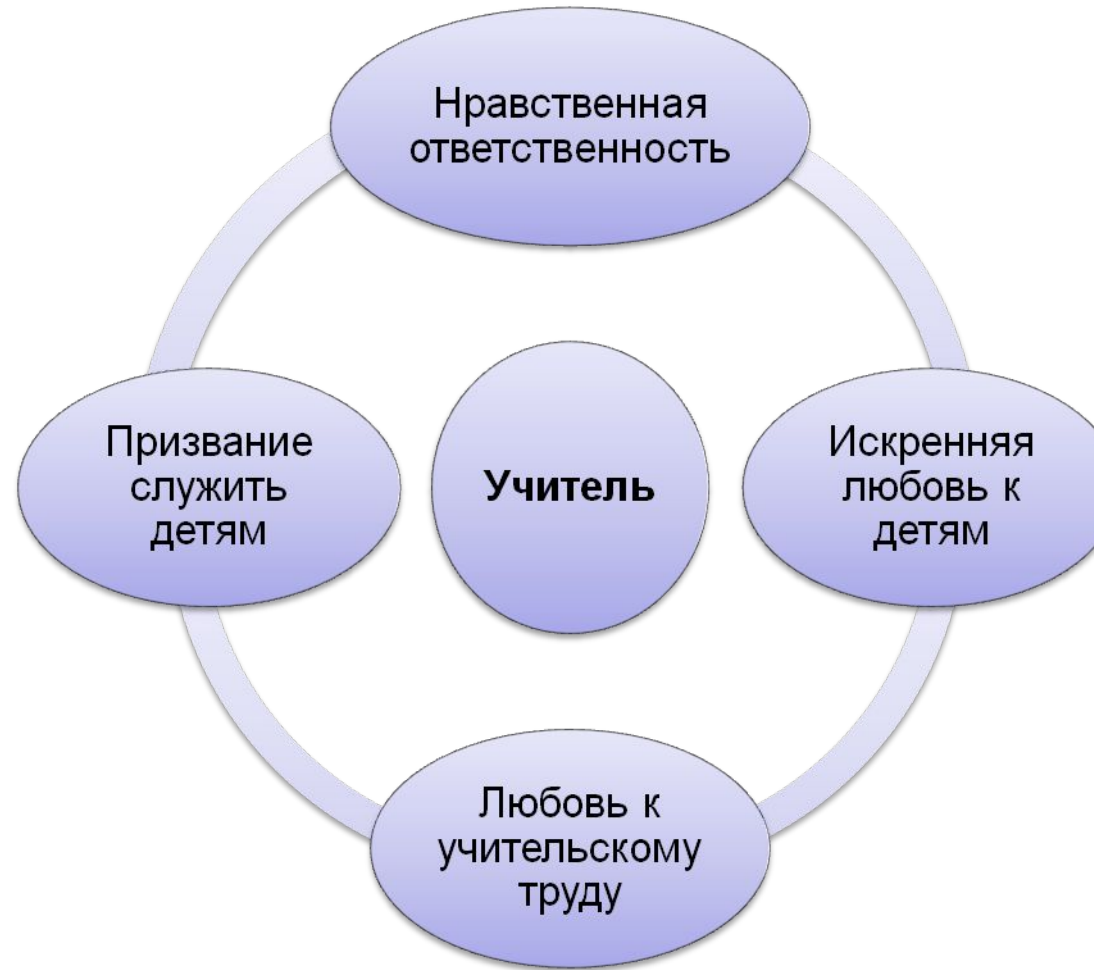 Нравственная
ответственность
Призвание
служить
детям
Учитель
Искренняя
любовь к
детям
Любовь к
учительскому
труду